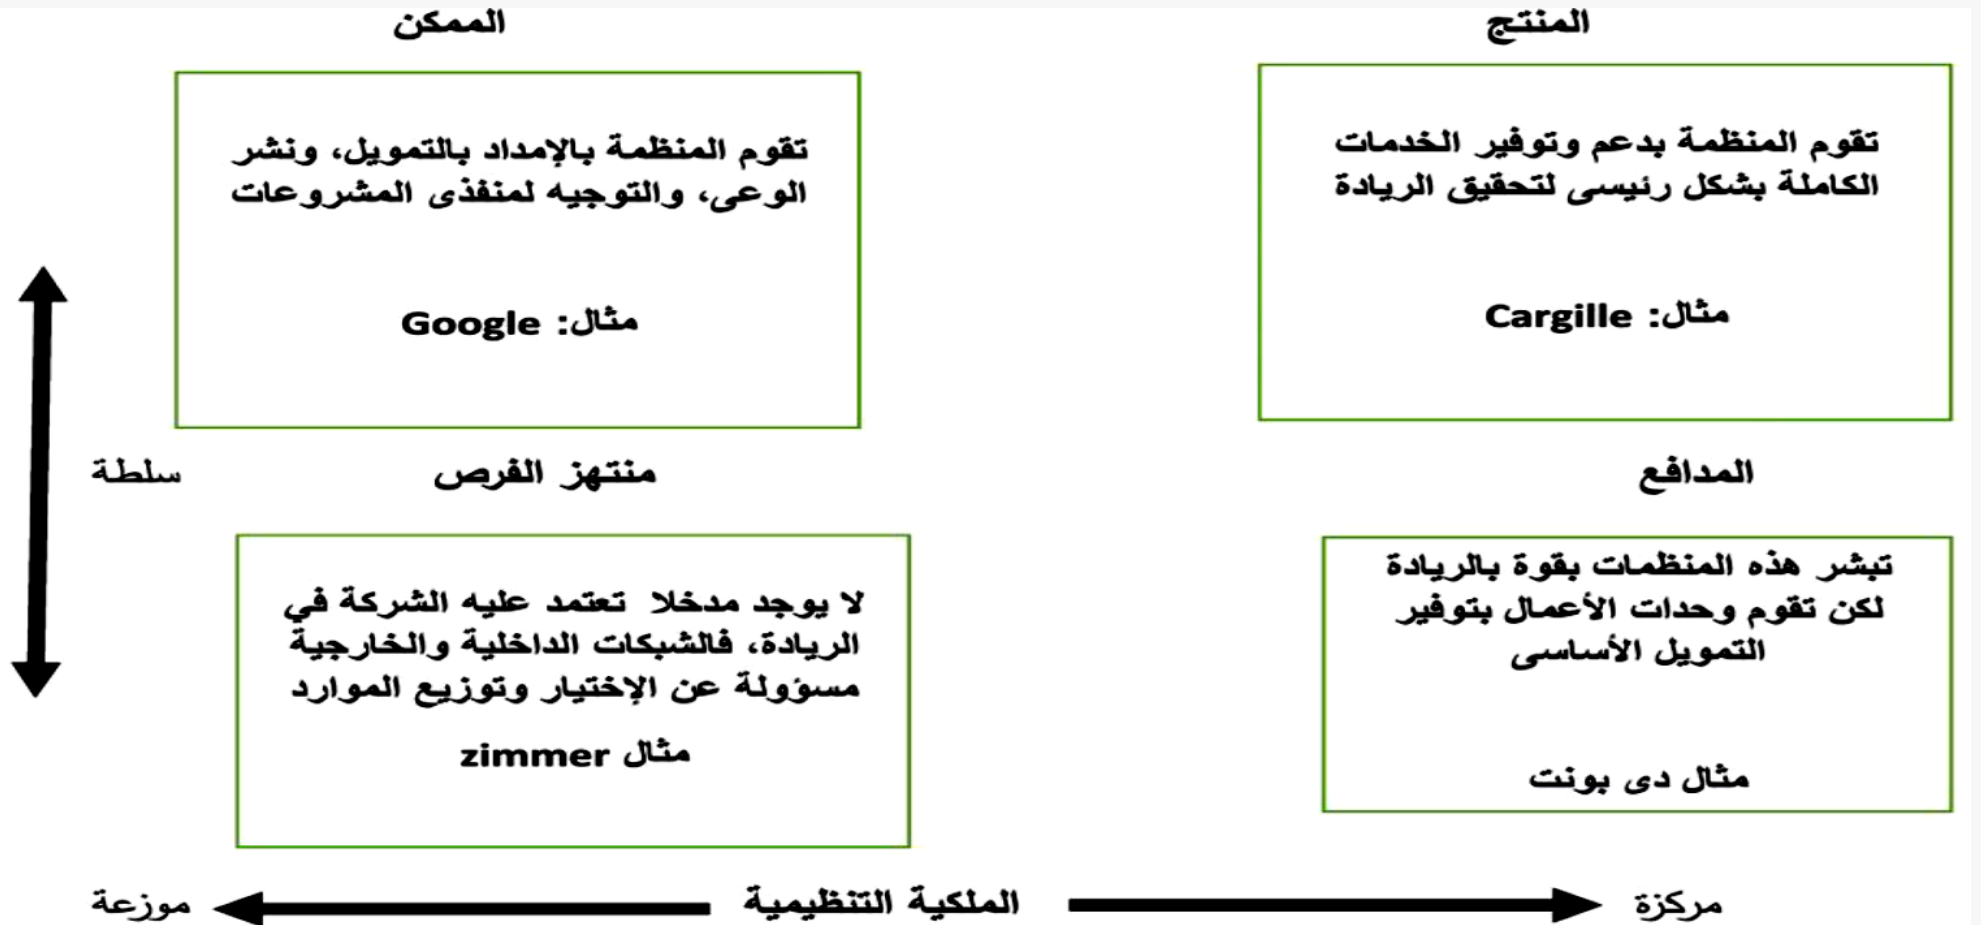 المنتج
تقوم المنظمة بدعم وتوفير الخدمات
الكاملة بشكل رئيسى لتحقيق الريادة
مثال: Cargille
الممكن
تقوم المنظمة بالإمداد بالتمويل، ونشر
الوعى، والتوجيه لمنفذى المشروعات
مثال: Google
المدافع
تبشر هذه المنظمات بقوة بالريادة
لكن تقوم وحدات الأعمال بتوفير
التمويل الأساسى
مثال دى بونت
منتهز الفرص
لا يوجد مدخلا تعتمد عليه الشركة في
الريادة، فالشبكات الداخلية والخارجية
مسؤولة عن الإختيار وتوزيع الموارد
مثال zimmer
سلطة
مركزة
الملكية التنظيمية
موزعة